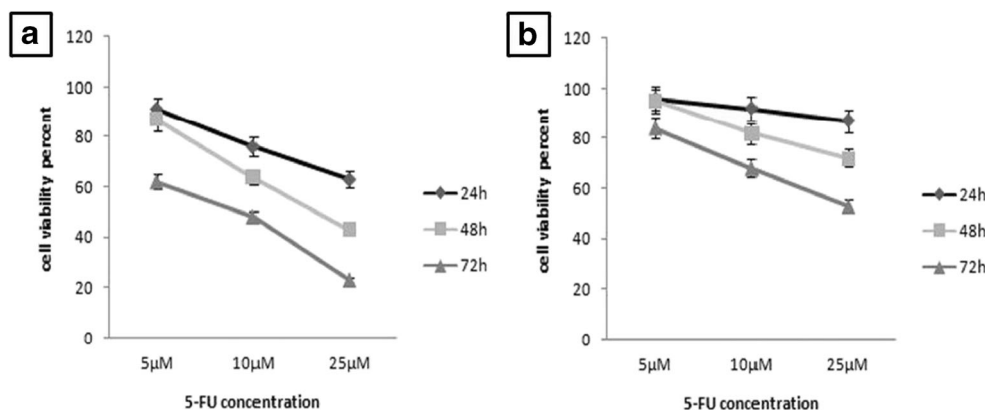 a
120
100
80
60
40
20
0
cell viability percent
5µM 10µM 25µM
5-FU concentration
24h
48h
72h
b
120
100
80
60
40
20
0
cell viability percent
5µM 10µM 25µM
5-FU concentration
24h
48h
72h